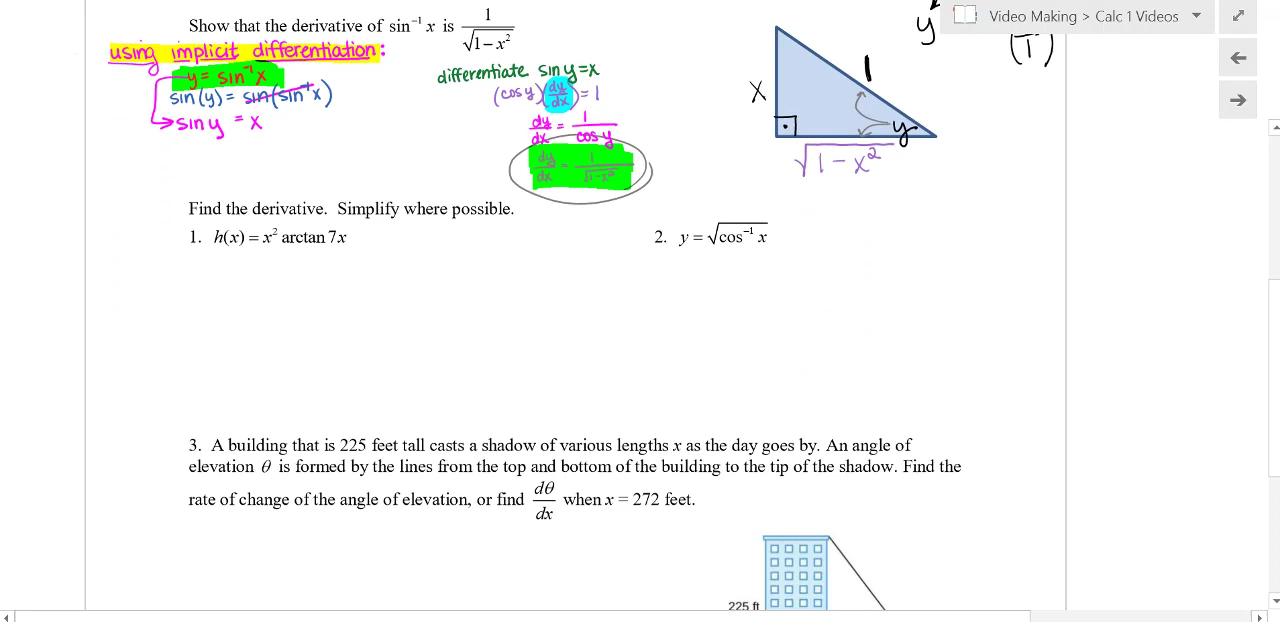 Video Making > Calc 1 Videos
Show that the derivative of sin⁻¹ x is 1/√(1−x²)
using implicit differentiation:
y = sin⁻¹x
sin(y) = sin(sin⁻¹x)
siny = x
differentiate siny=x
(cosy)(dy/dx) = 1
dy/dx = 1/cosy
dy/dx = 1/√(1-x²)
x
1
y
√(1-x²)
y
Find the derivative. Simplify where possible.
1. h(x) = x² arctan 7x
2. y = √(cos⁻¹ x)
3. A building that is 225 feet tall casts a shadow of various lengths x as the day goes by. An angle of
elevation θ is formed by the lines from the top and bottom of the building to the tip of the shadow. Find the
rate of change of the angle of elevation, or find dθ/dx when x = 272 feet.
225 ft